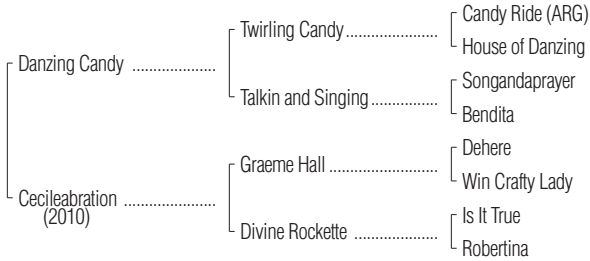 Candy Ride (ARG)
Twirling Candy....................
House of Danzing
Danzing Candy ..................
Songandaprayer
Talkin and Singing...............
Bendita
Dehere
Graeme Hall .......................
Win Crafty Lady
Cecileabration ....................
(2010)
Is It True
Divine Rockette ..................
Robertina